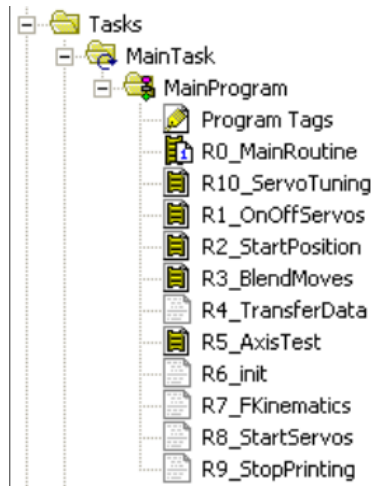 Tasks
MainTask
MainProgram
Program Tags
R0_MainRoutine
R10_ServoTuning
R1_OnOffServos
R2_StartPosition
R3_BlendMoves
R4_TransferData
R5_AxisTest
R6_init
R7_FKinematics
R8_StartServos
R9_StopPrinting